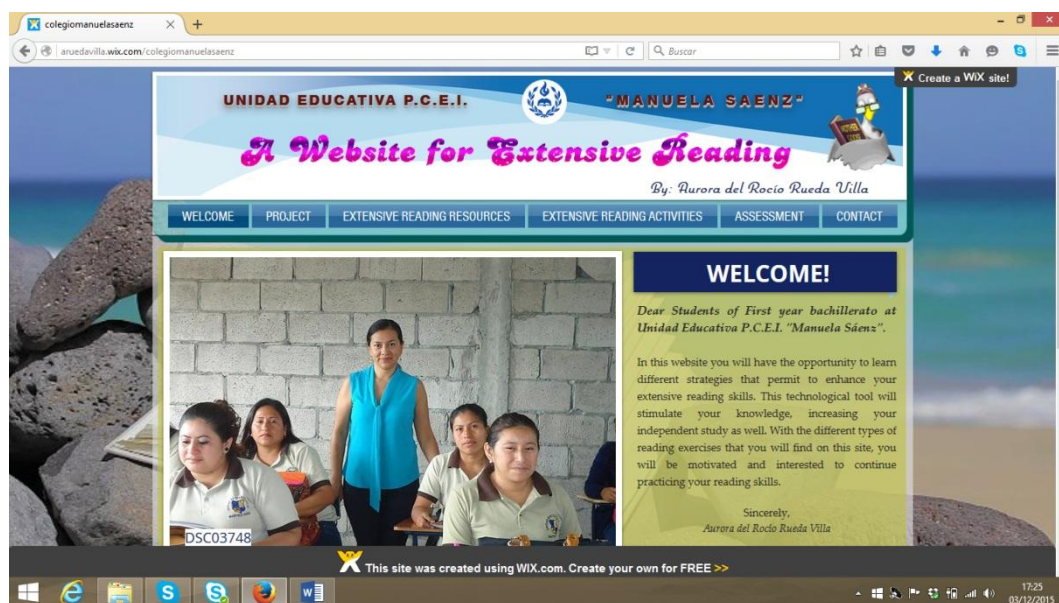 colegiomanuelasaenz
aruedavilla.wix.com/colegiomanuelasaenz
Buscar
Create a WiX site!
UNIDAD EDUCATIVA P.C.E.I. "MANUELA SAENZ"
A Website for Extensive Reading
By: Aurora del Rocío Rueda Villa
WELCOME PROJECT EXTENSIVE READING RESOURCES EXTENSIVE READING ACTIVITIES ASSESSMENT CONTACT
WELCOME!
Dear Students of First year bachillerato at
Unidad Educativa P.C.E.I. "Manuela Sáenz".
In this website you will have the opportunity to learn
different strategies that permit to enhance your
extensive reading skills. This technological tool will
stimulate your knowledge, increasing your
independent study as well. With the different types of
reading exercises that you will find on this site, you
will be motivated and interested to continue
practicing your reading skills.
Sincerely,
Aurora del Rocío Rueda Villa
DSC03748
This site was created using WIX.com. Create your own for FREE >>
17:25
03/12/2015